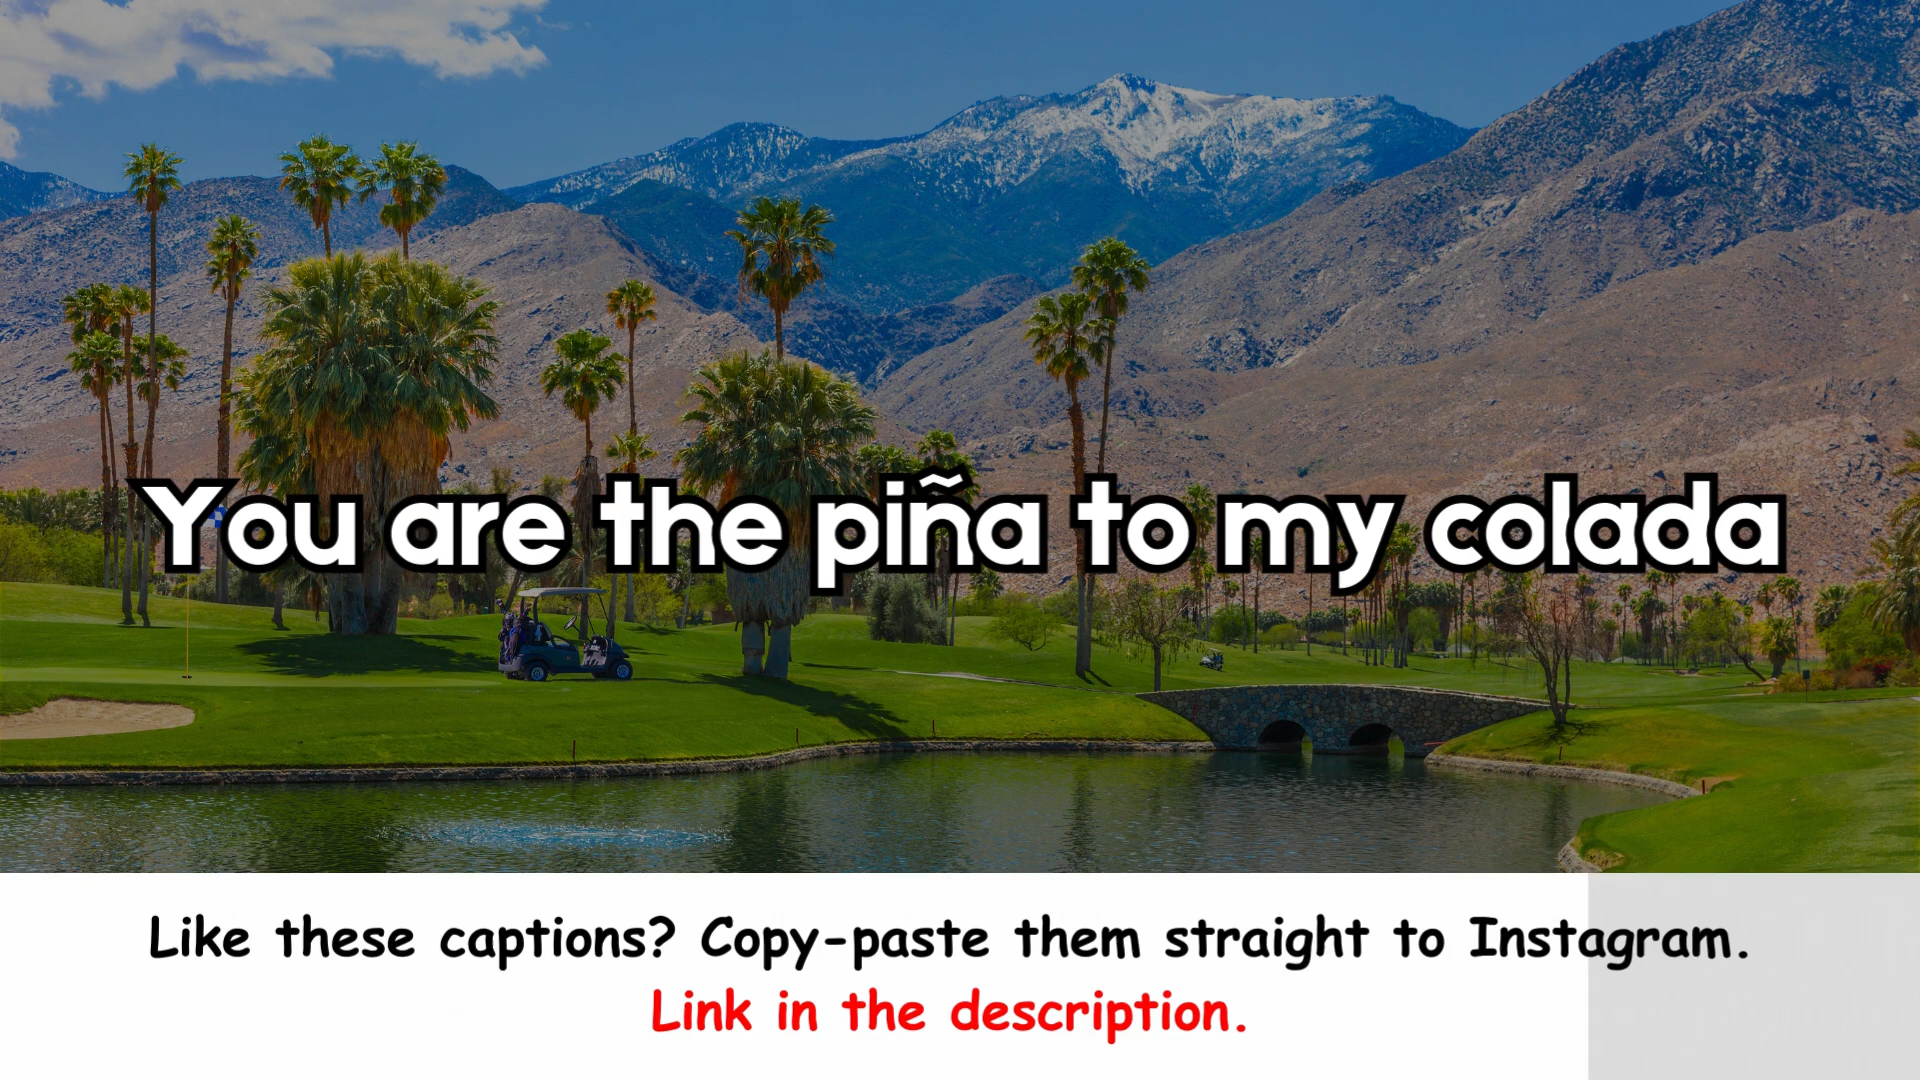 You are the piña to my colada
Like these captions? Copy-paste them straight to Instagram.
Link in the description.